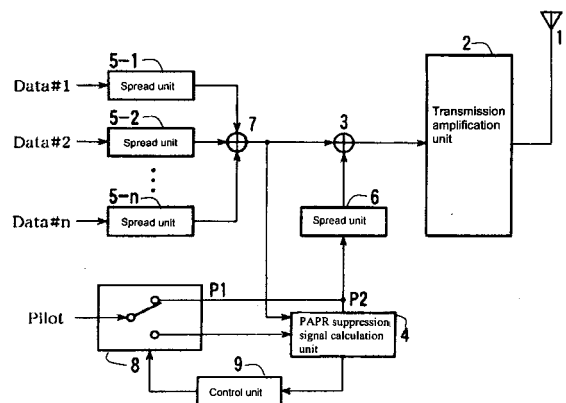 1
2
5-1
Data#1
Spread unit
Transmission
amplification
unit
5-2
7
3
Data#2
Spread unit
5-n
6
Data#n
Spread unit
Spread unit
P1
P2
Pilot
PAPR suppression
signal calculation
unit
4
8
9
Control unit